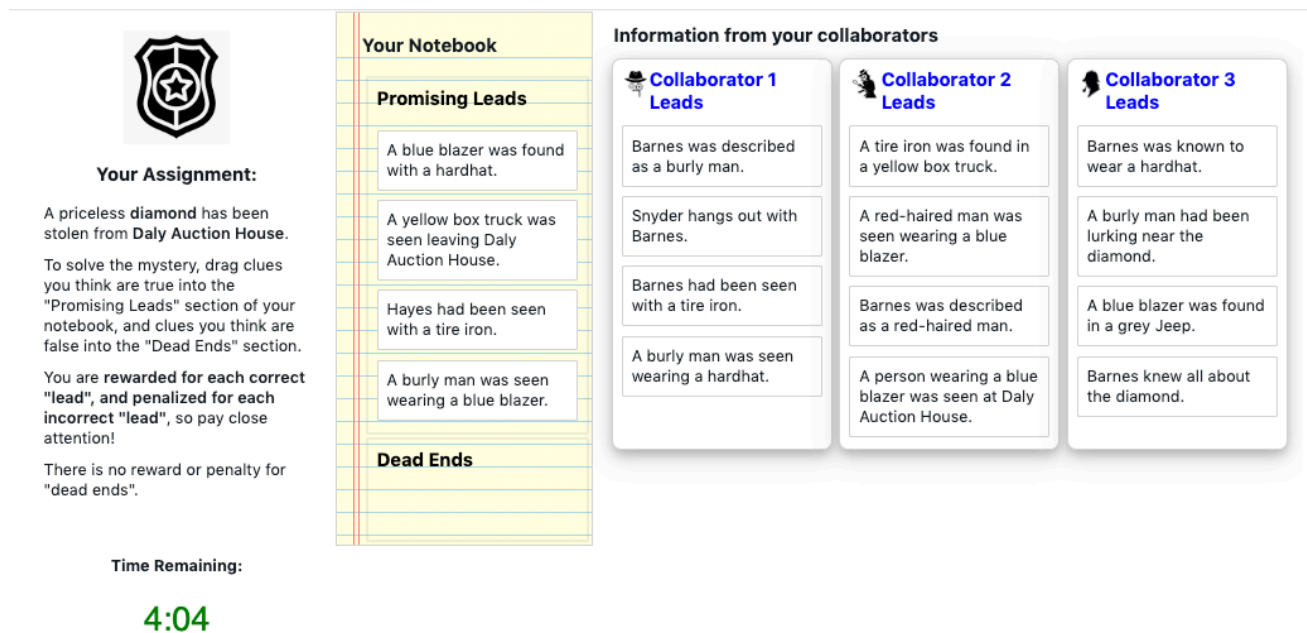 Your Assignment:
A priceless diamond has been
stolen from Daly Auction House.
To solve the mystery, drag clues
you think are true into the
"Promising Leads" section of your
notebook, and clues you think are
false into the "Dead Ends" section.
You are rewarded for each correct
"lead", and penalized for each
incorrect "lead", so pay close
attention!
There is no reward or penalty for
"dead ends".
Time Remaining:
4:04
Your Notebook
Promising Leads
A blue blazer was found
with a hardhat.
A yellow box truck was
seen leaving Daly
Auction House.
Hayes had been seen
with a tire iron.
A burly man was seen
wearing a blue blazer.
Dead Ends
Information from your collaborators
Collaborator 1
Leads
Barnes was described
as a burly man.
Snyder hangs out with
Barnes.
Barnes had been seen
with a tire iron.
A burly man was seen
wearing a hardhat.
Collaborator 2
Leads
A tire iron was found in
a yellow box truck.
A red-haired man was
seen wearing a blue
blazer.
Barnes was described
as a red-haired man.
A person wearing a blue
blazer was seen at Daly
Auction House.
Collaborator 3
Leads
Barnes was known to
wear a hardhat.
A burly man had been
lurking near the
diamond.
A blue blazer was found
in a grey Jeep.
Barnes knew all about
the diamond.